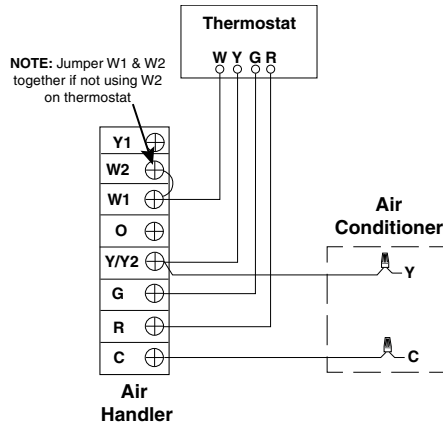 Thermostat
W Y G R
NOTE: Jumper W1 & W2
together if not using W2
on thermostat
Y1
W2
W1
O
Y/Y2
G
R
C
Air
Handler
Air
Conditioner
Y
C